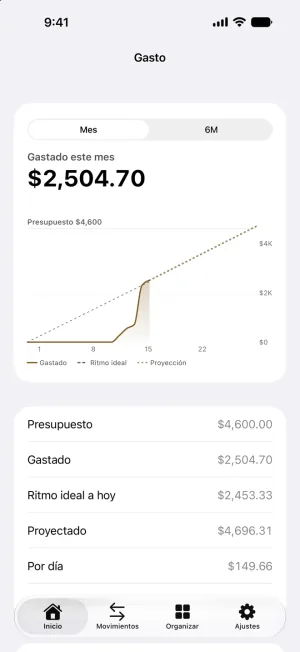 9:41
Gasto
Mes 6M
Gastado este mes
$2,504.70
Presupuesto $4,600
$4K
$2K
$0
1 8 15 22
Gastado Ritmo ideal Proyección
Presupuesto $4,600.00
Gastado $2,504.70
Ritmo ideal a hoy $2,453.33
Proyectado $4,696.31
Por día $149.66
Inicio Movimientos Organizar Ajustes